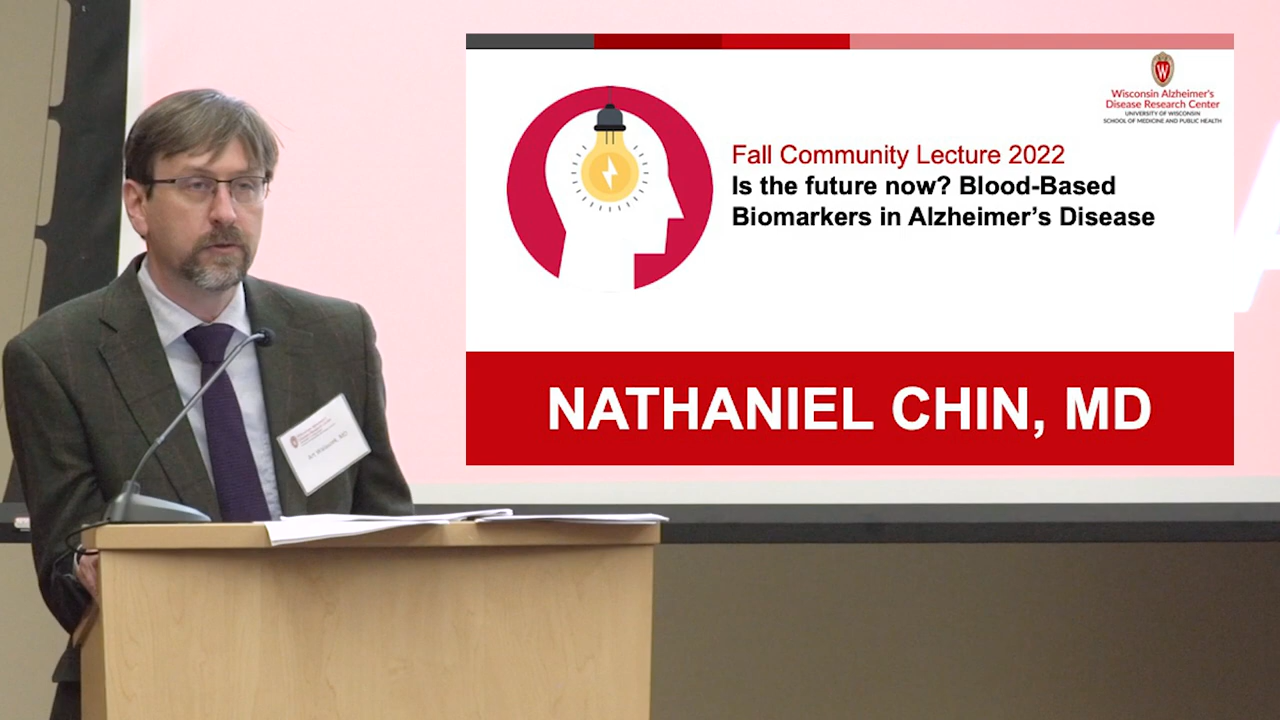 Wisconsin Alzheimer's
Disease Research Center
UNIVERSITY OF WISCONSIN
SCHOOL OF MEDICINE AND PUBLIC HEALTH
Fall Community Lecture 2022
Is the future now? Blood-Based
Biomarkers in Alzheimer's Disease
NATHANIEL CHIN, MD
W